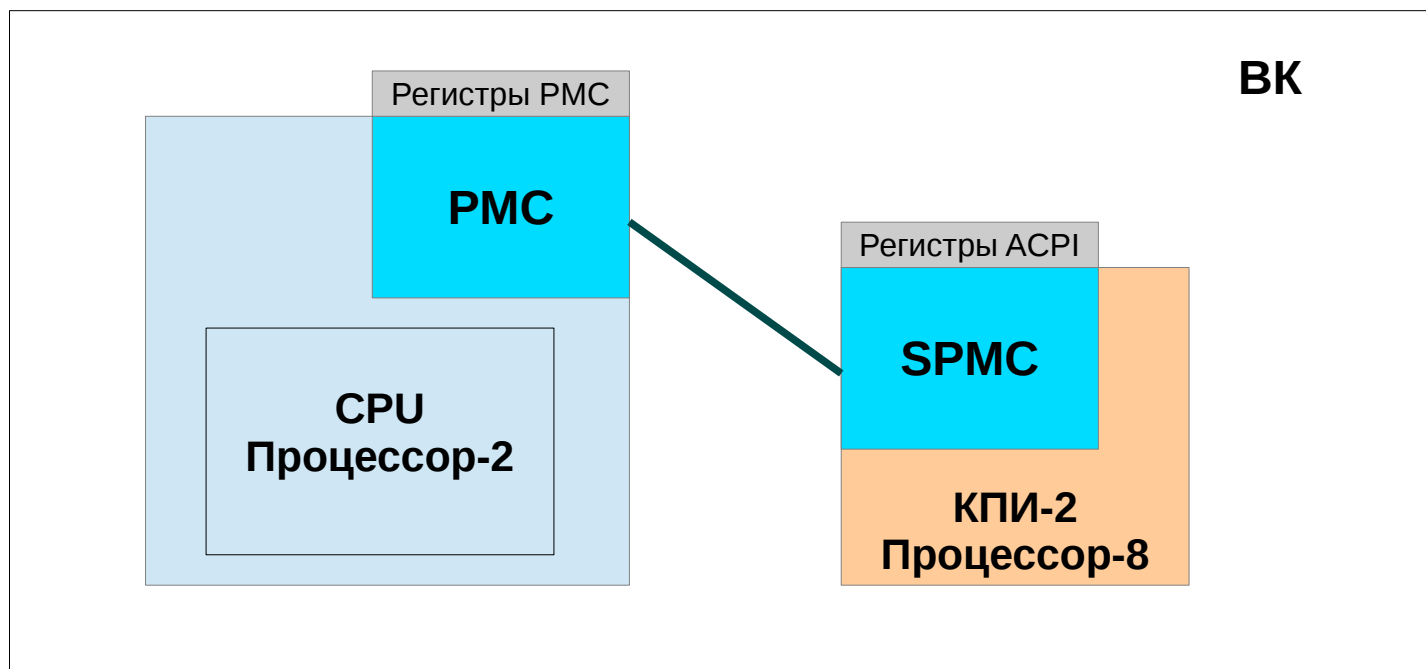 ВК
Регистры PMC
PMC
Регистры ACPI
SPMC
CPU
Процессор-2
КПИ-2
Процессор-8